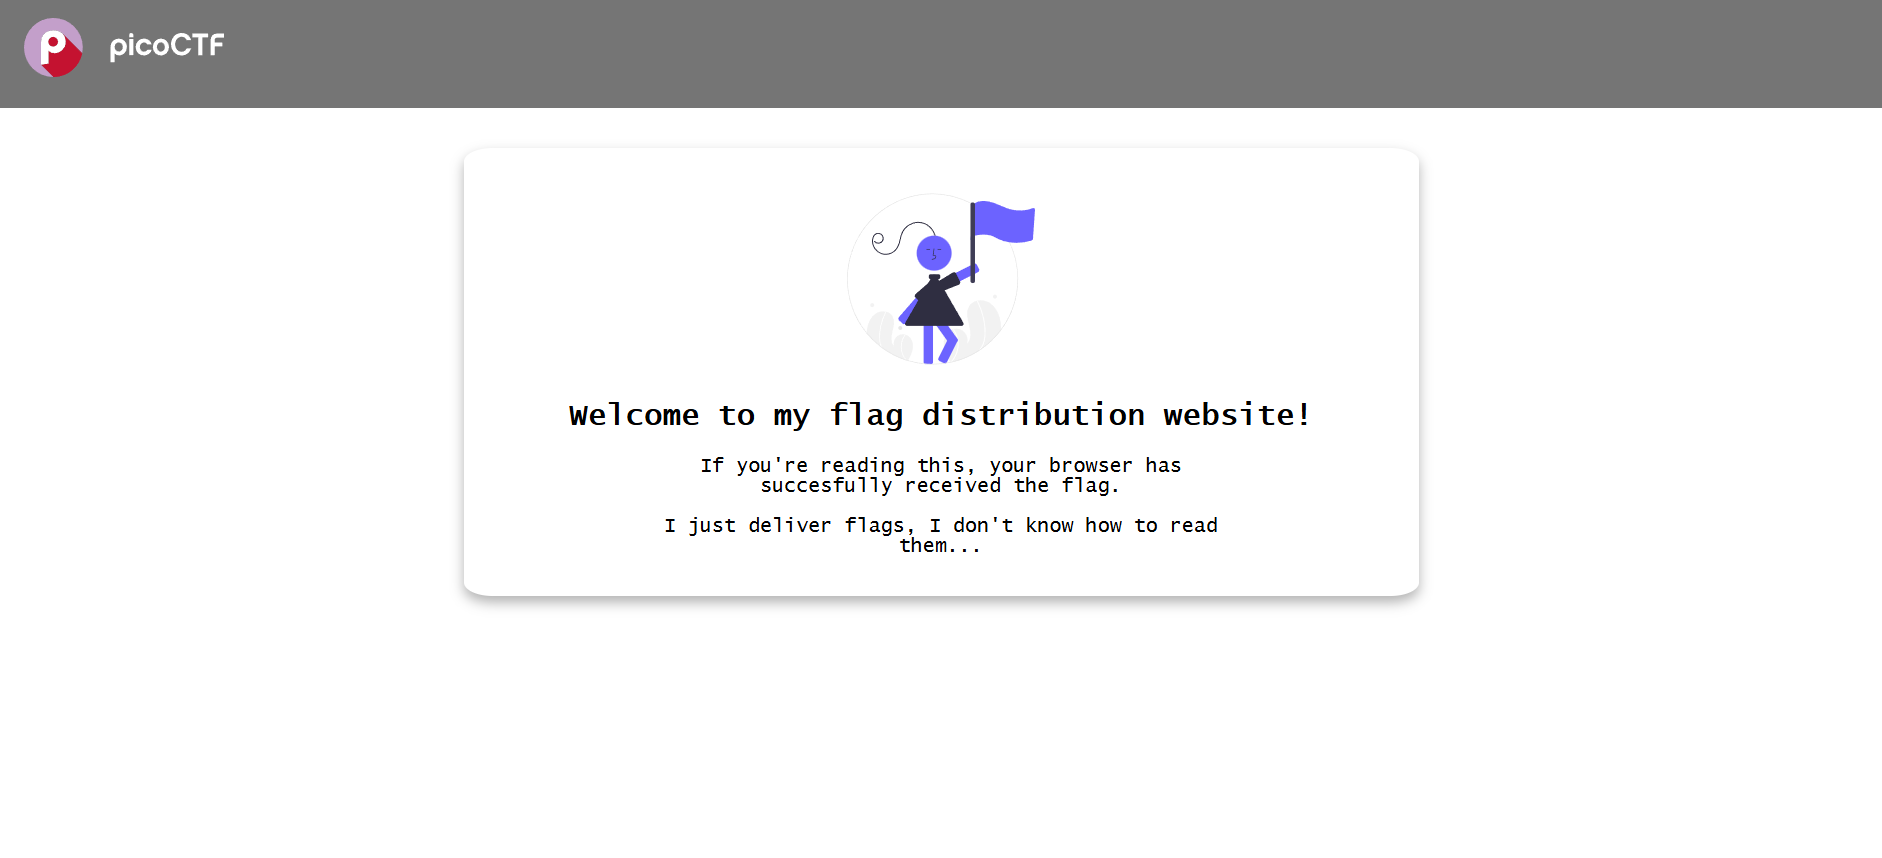 picoCTF
Welcome to my flag distribution website!
If you're reading this, your browser has
succesfully received the flag.
I just deliver flags, I don't know how to read
them...